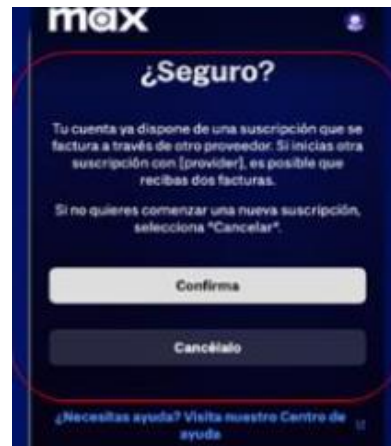 max
¿Seguro?
Tu cuenta ya dispone de una suscripción que se
factura a través de otro proveedor. Si inicias otra
suscripción con [provider], es posible que
recibas dos facturas.
Si no quieres comenzar una nueva suscripción,
selecciona "Cancelar".
Confirma
Cancélalo
¿Necesitas ayuda? Visita nuestro Centro de
ayuda